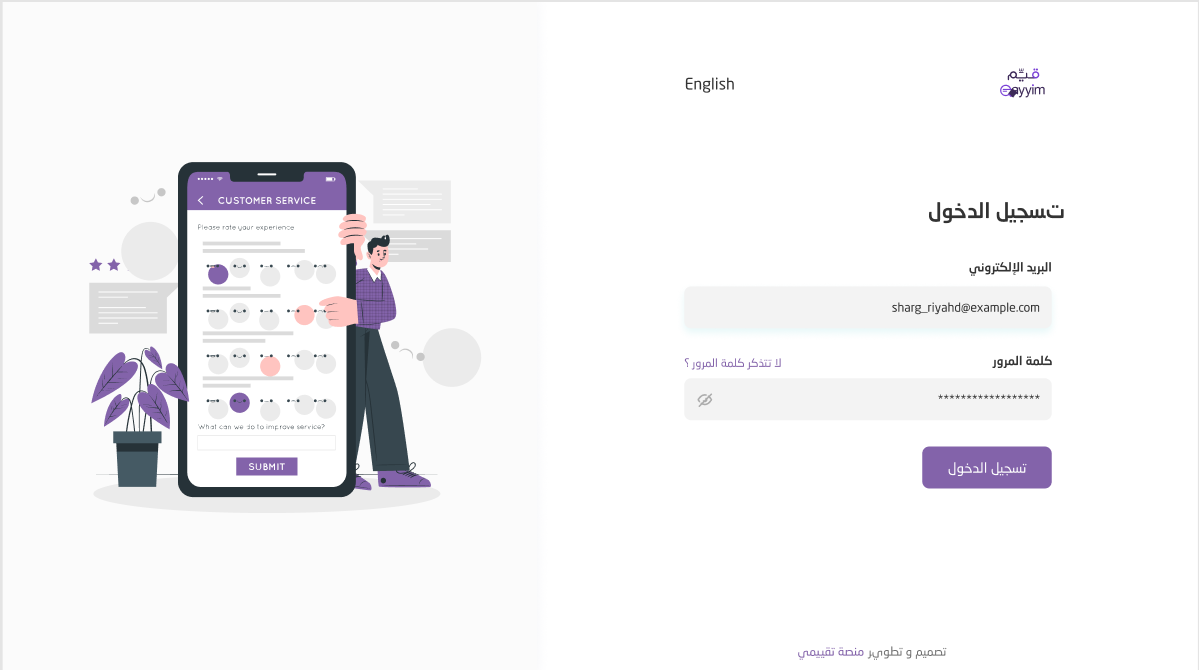 English
قيّم
Qayyim
تسجيل الدخول
البريد الإلكتروني
sharg_riyahd@example.com
كلمة المرور
لا تتذكر كلمة المرور ؟
******************
تسجيل الدخول
تصميم و تطوير منصة تقييمي
CUSTOMER SERVICE
Please rate your experience
What can we do to improve service?
SUBMIT